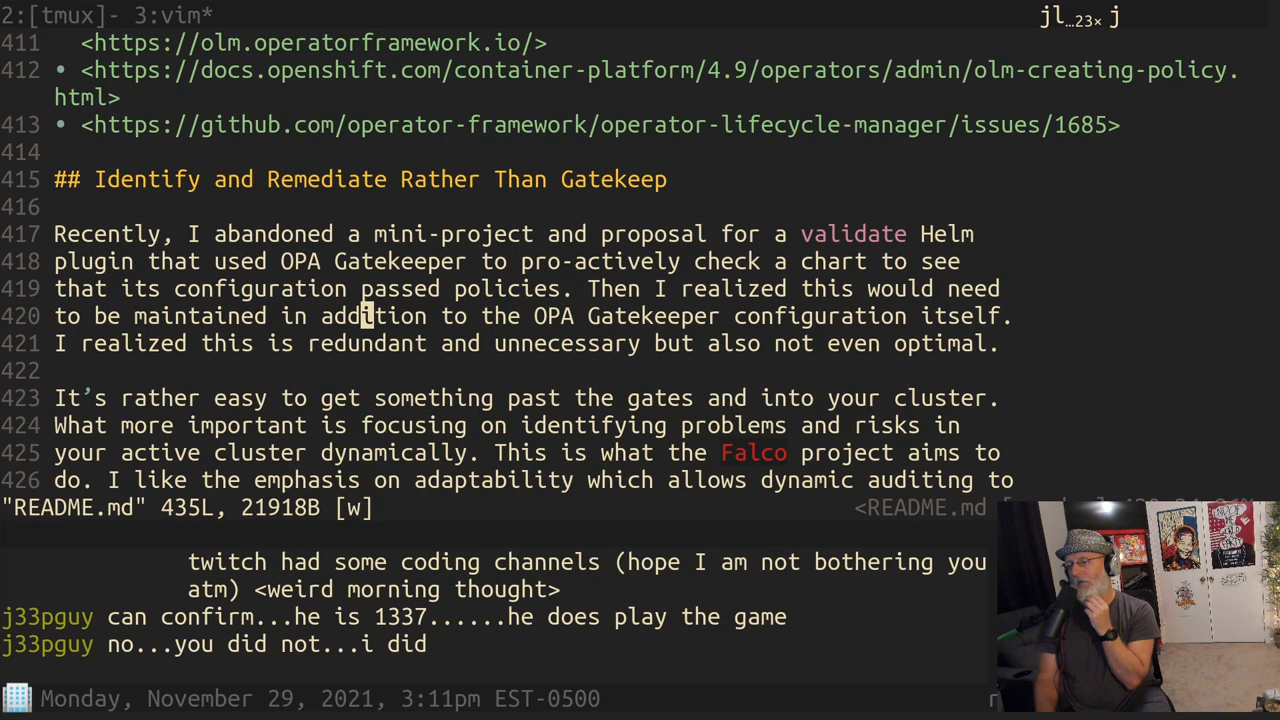 2:[tmux]- 3:vim*
jl…23× j
411 <https://olm.operatorframework.io/>
412 • <https://docs.openshift.com/container-platform/4.9/operators/admin/olm-creating-policy.
html>
413 • <https://github.com/operator-framework/operator-lifecycle-manager/issues/1685>
414
415 ## Identify and Remediate Rather Than Gatekeep
416
417 Recently, I abandoned a mini-project and proposal for a validate Helm
418 plugin that used OPA Gatekeeper to pro-actively check a chart to see
419 that its configuration passed policies. Then I realized this would need
420 to be maintained in addition to the OPA Gatekeeper configuration itself.
421 I realized this is redundant and unnecessary but also not even optimal.
422
423 It’s rather easy to get something past the gates and into your cluster.
424 What more important is focusing on identifying problems and risks in
425 your active cluster dynamically. This is what the Falco project aims to
426 do. I like the emphasis on adaptability which allows dynamic auditing to
"README.md" 435L, 21918B [w]
<README.md
twitch had some coding channels (hope I am not bothering you
atm) <weird morning thought>
j33pguy can confirm...he is 1337......he does play the game
j33pguy no...you did not...i did
Monday, November 29, 2021, 3:11pm EST-0500